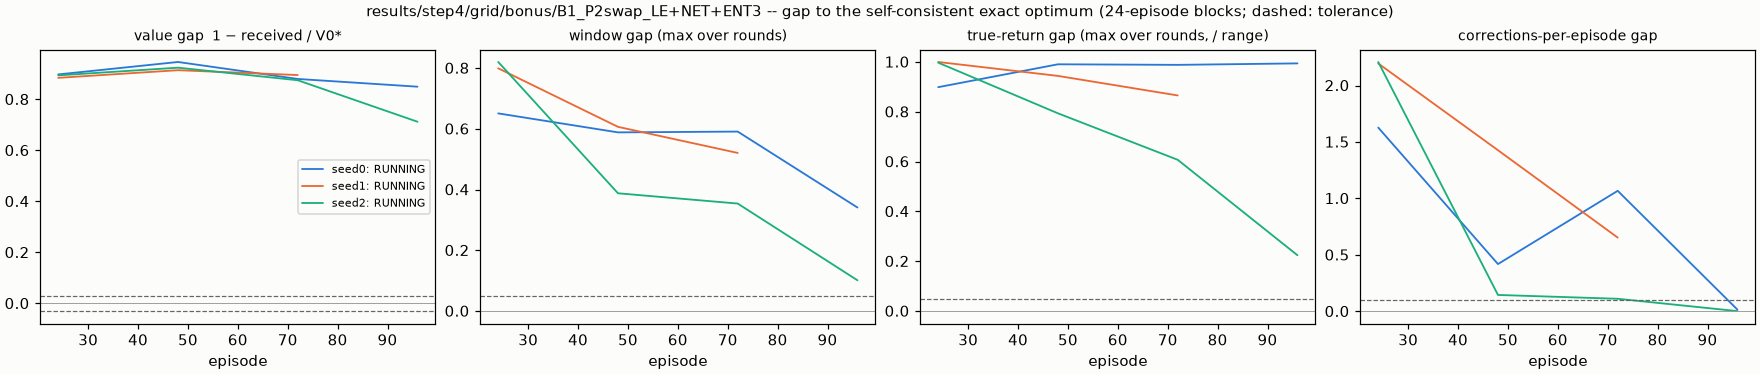 results/step4/grid/bonus/B1_P2swap_LE+NET+ENT3 -- gap to the self-consistent exact optimum (24-episode blocks; dashed: tolerance)
value gap  1 − received / V0*
0.8
0.6
0.4
0.2
0.0
30 40 50 60 70 80 90
episode
seed0: RUNNING
seed1: RUNNING
seed2: RUNNING
window gap (max over rounds)
0.8
0.6
0.4
0.2
0.0
30 40 50 60 70 80 90
episode
true-return gap (max over rounds, / range)
1.0
0.8
0.6
0.4
0.2
0.0
30 40 50 60 70 80 90
episode
corrections-per-episode gap
2.0
1.5
1.0
0.5
0.0
30 40 50 60 70 80 90
episode